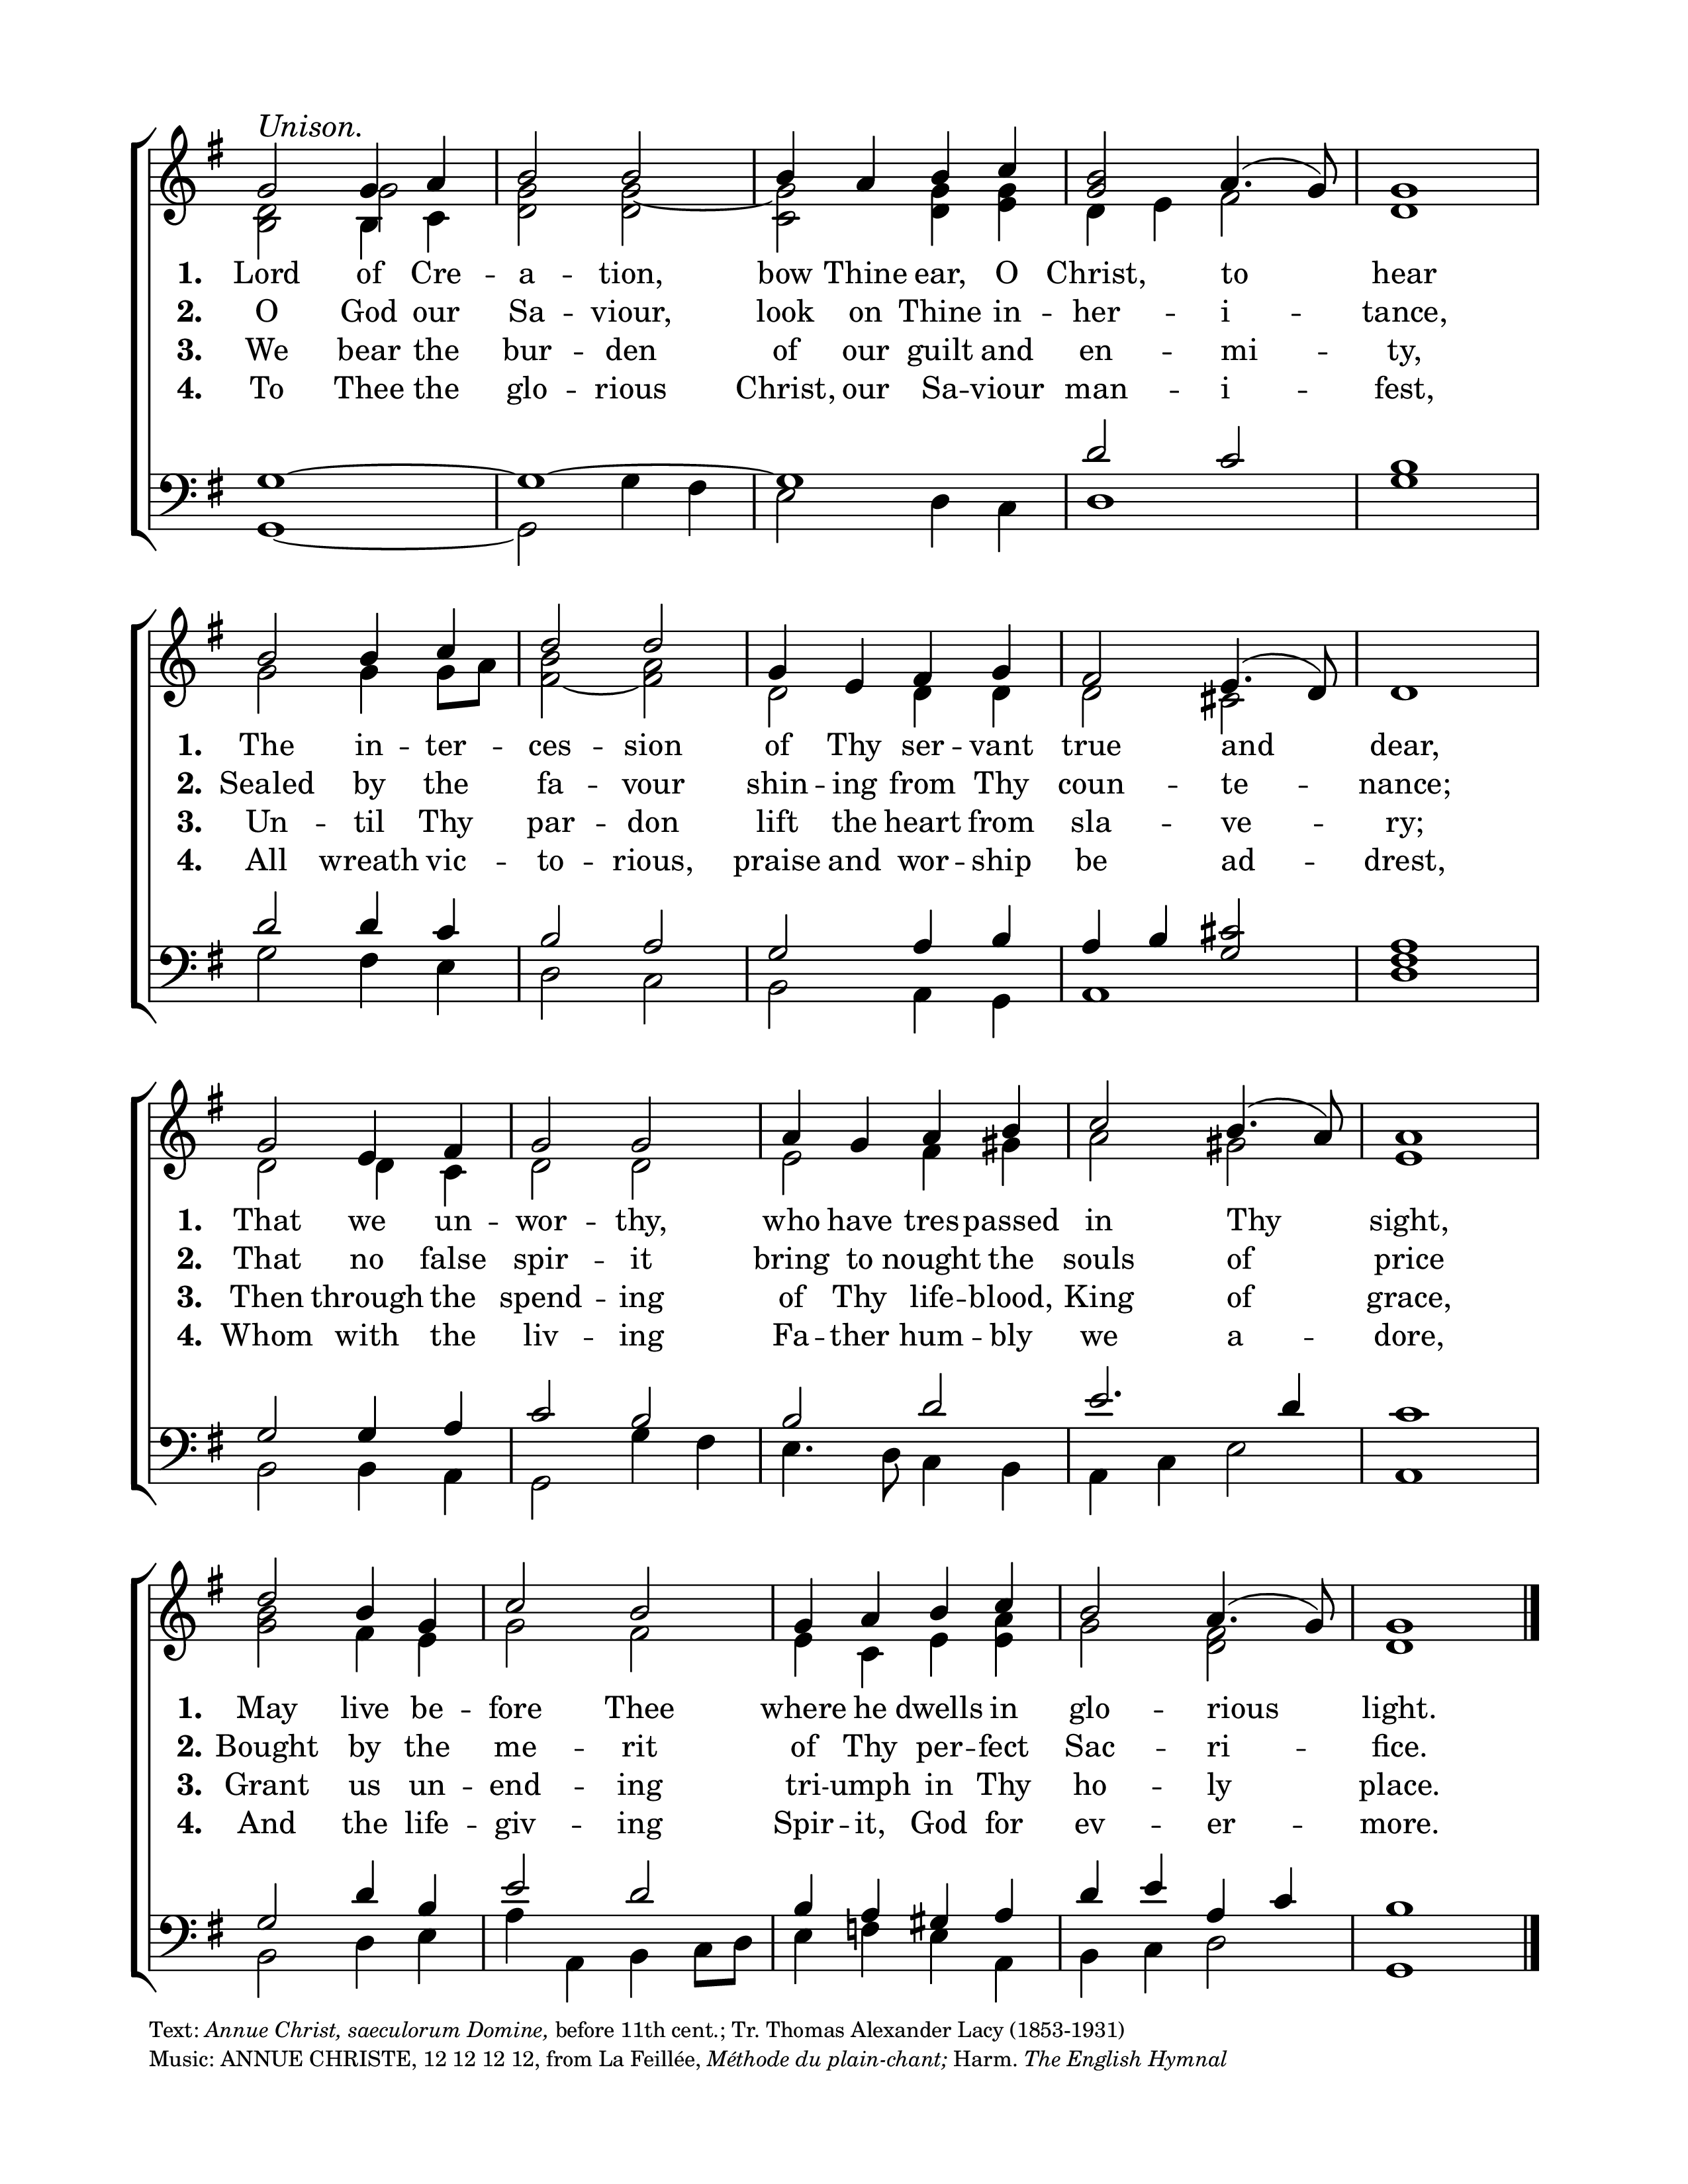 Unison.
1. Lord of Cre -- a -- tion, bow Thine ear, O Christ, to hear
2. O God our Sa -- viour, look on Thine in -- her -- i -- tance,
3. We bear the bur -- den of our guilt and en -- mi -- ty,
4. To Thee the glo -- rious Christ, our Sa -- viour man -- i -- fest,
1. The in -- ter -- ces -- sion of Thy ser -- vant true and dear,
2. Sealed by the fa -- vour shin -- ing from Thy coun -- te -- nance;
3. Un -- til Thy par -- don lift the heart from sla -- ve -- ry;
4. All wreath vic -- to -- rious, praise and wor -- ship be ad -- drest,
1. That we un -- wor -- thy, who have tres -- passed in Thy sight,
2. That no false spir -- it bring to nought the souls of price
3. Then through the spend -- ing of Thy life -- blood, King of grace,
4. Whom with the liv -- ing Fa -- ther hum -- bly we a -- dore,
1. May live be -- fore Thee where he dwells in glo -- rious light.
2. Bought by the me -- rit of Thy per -- fect Sac -- ri -- fice.
3. Grant us un -- end -- ing tri -- umph in Thy ho -- ly place.
4. And the life -- giv -- ing Spir -- it, God for ev -- er -- more.
Text: Annue Christ, saeculorum Domine, before 11th cent.; Tr. Thomas Alexander Lacy (1853-1931)
Music: ANNUE CHRISTE, 12 12 12 12, from La Feillée, Méthode du plain-chant; Harm. The English Hymnal